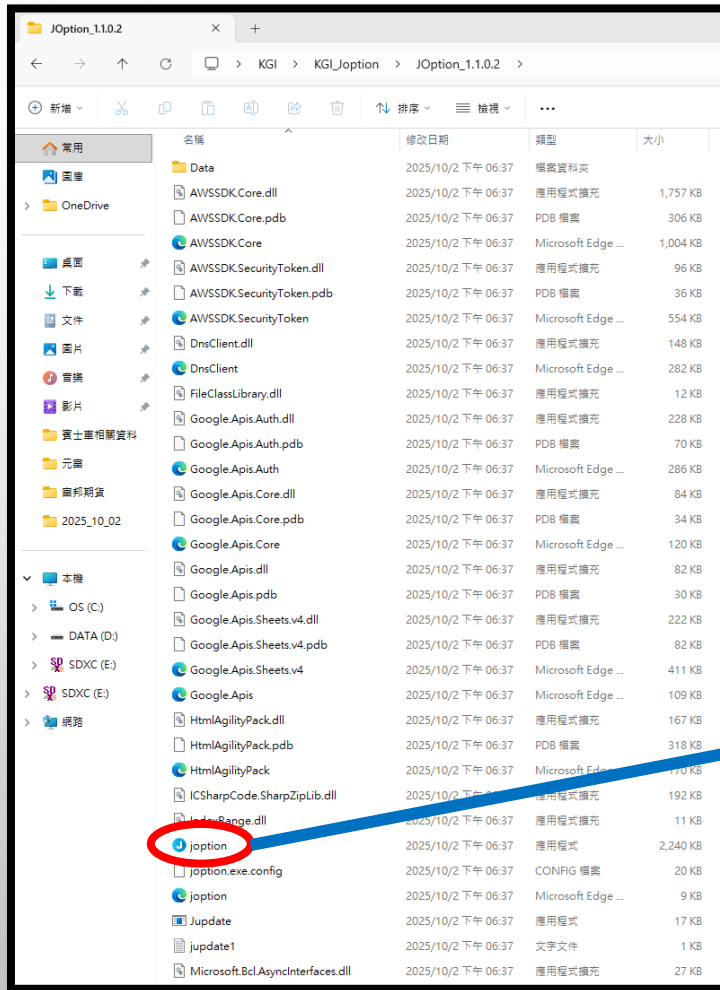 JOption_1.1.0.2
KGI > KGI_Joption > JOption_1.1.0.2 >
新增 排序 檢視 ...
名稱 修改日期 類型 大小
常用
圖庫
OneDrive
桌面
下載
文件
圖片
音樂
影片
賓士車相關資料
元富
富邦期貨
2025_10_02
本機
OS (C:)
DATA (D:)
SDXC (E:)
SDXC (E:)
網路
Data 2025/10/2 下午 06:37 檔案資料夾
AWSSDK.Core.dll 2025/10/2 下午 06:37 應用程式擴充 1,757 KB
AWSSDK.Core.pdb 2025/10/2 下午 06:37 PDB 檔案 306 KB
AWSSDK.Core 2025/10/2 下午 06:37 Microsoft Edge ... 1,004 KB
AWSSDK.SecurityToken.dll 2025/10/2 下午 06:37 應用程式擴充 96 KB
AWSSDK.SecurityToken.pdb 2025/10/2 下午 06:37 PDB 檔案 36 KB
AWSSDK.SecurityToken 2025/10/2 下午 06:37 Microsoft Edge ... 554 KB
DnsClient.dll 2025/10/2 下午 06:37 應用程式擴充 148 KB
DnsClient 2025/10/2 下午 06:37 Microsoft Edge ... 282 KB
FileClassLibrary.dll 2025/10/2 下午 06:37 應用程式擴充 12 KB
Google.Apis.Auth.dll 2025/10/2 下午 06:37 應用程式擴充 228 KB
Google.Apis.Auth.pdb 2025/10/2 下午 06:37 PDB 檔案 70 KB
Google.Apis.Auth 2025/10/2 下午 06:37 Microsoft Edge ... 286 KB
Google.Apis.Core.dll 2025/10/2 下午 06:37 應用程式擴充 84 KB
Google.Apis.Core.pdb 2025/10/2 下午 06:37 PDB 檔案 34 KB
Google.Apis.Core 2025/10/2 下午 06:37 Microsoft Edge ... 120 KB
Google.Apis.dll 2025/10/2 下午 06:37 應用程式擴充 82 KB
Google.Apis.pdb 2025/10/2 下午 06:37 PDB 檔案 30 KB
Google.Apis.Sheets.v4.dll 2025/10/2 下午 06:37 應用程式擴充 222 KB
Google.Apis.Sheets.v4.pdb 2025/10/2 下午 06:37 PDB 檔案 82 KB
Google.Apis.Sheets.v4 2025/10/2 下午 06:37 Microsoft Edge ... 411 KB
Google.Apis 2025/10/2 下午 06:37 Microsoft Edge ... 109 KB
HtmlAgilityPack.dll 2025/10/2 下午 06:37 應用程式擴充 167 KB
HtmlAgilityPack.pdb 2025/10/2 下午 06:37 PDB 檔案 318 KB
HtmlAgilityPack 2025/10/2 下午 06:37 Microsoft Edge 170 KB
ICSharpCode.SharpZipLib.dll 2025/10/2 下午 06:37 應用程式擴充 192 KB
IndexRange.dll 2025/10/2 下午 06:37 應用程式擴充 11 KB
joption 2025/10/2 下午 06:37 應用程式 2,240 KB
joption.exe.config 2025/10/2 下午 06:37 CONFIG 檔案 20 KB
joption 2025/10/2 下午 06:37 Microsoft Edge ... 9 KB
Jupdate 2025/10/2 下午 06:37 應用程式 17 KB
jupdate1 2025/10/2 下午 06:37 文字文件 1 KB
Microsoft.Bcl.AsyncInterfaces.dll 2025/10/2 下午 06:37 應用程式擴充 27 KB